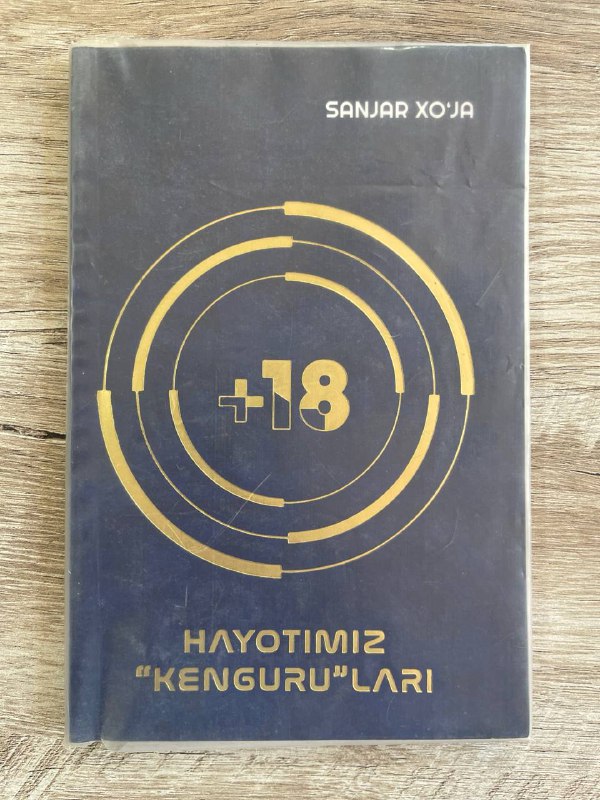 SANJAR XO‘JA
+18
HAYOTIMIZ
“KENGURU”LARI